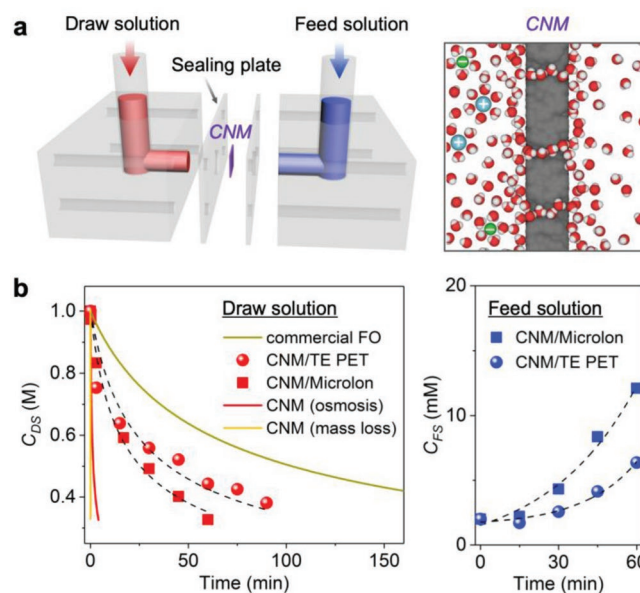 a
Draw solution
Feed solution
Sealing plate
CNM
CNM
b
Draw solution
commercial FO
CNM/TE PET
CNM/Microlon
CNM (osmosis)
CNM (mass loss)
C_DS (M)
1.0
0.8
0.6
0.4
0
50
100
150
Time (min)
Feed solution
CNM/Microlon
CNM/TE PET
C_FS (mM)
20
10
0
0
30
60
Time (min)